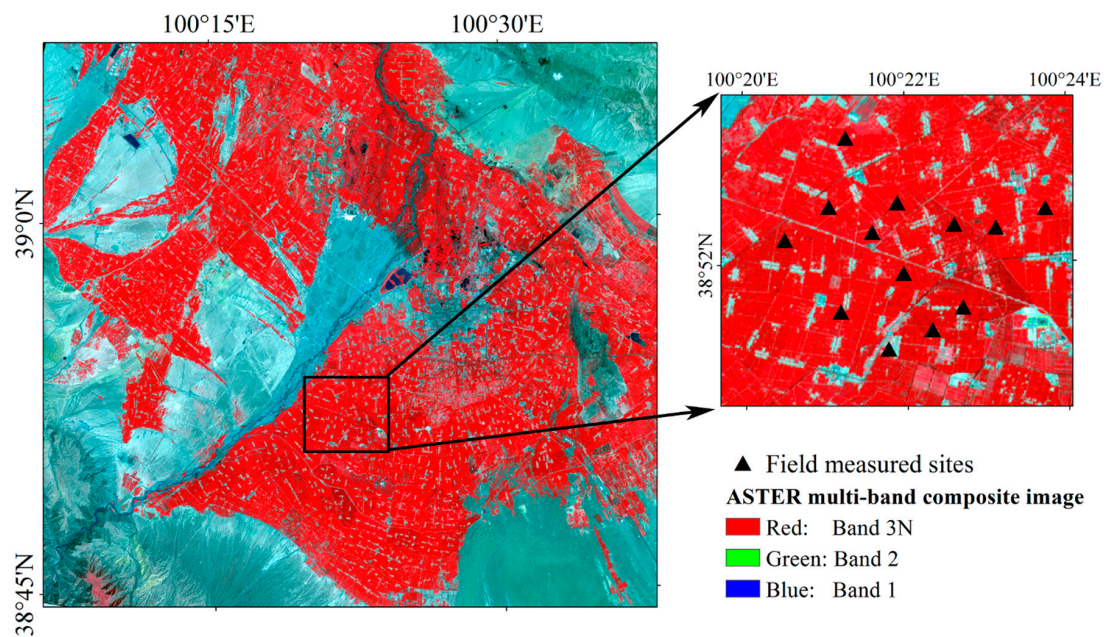 100°15'E
100°30'E
39°0'N
38°45'N
100°20'E
100°22'E
100°24'E
38°52'N
Field measured sites
ASTER multi-band composite image
Red: Band 3N
Green: Band 2
Blue: Band 1